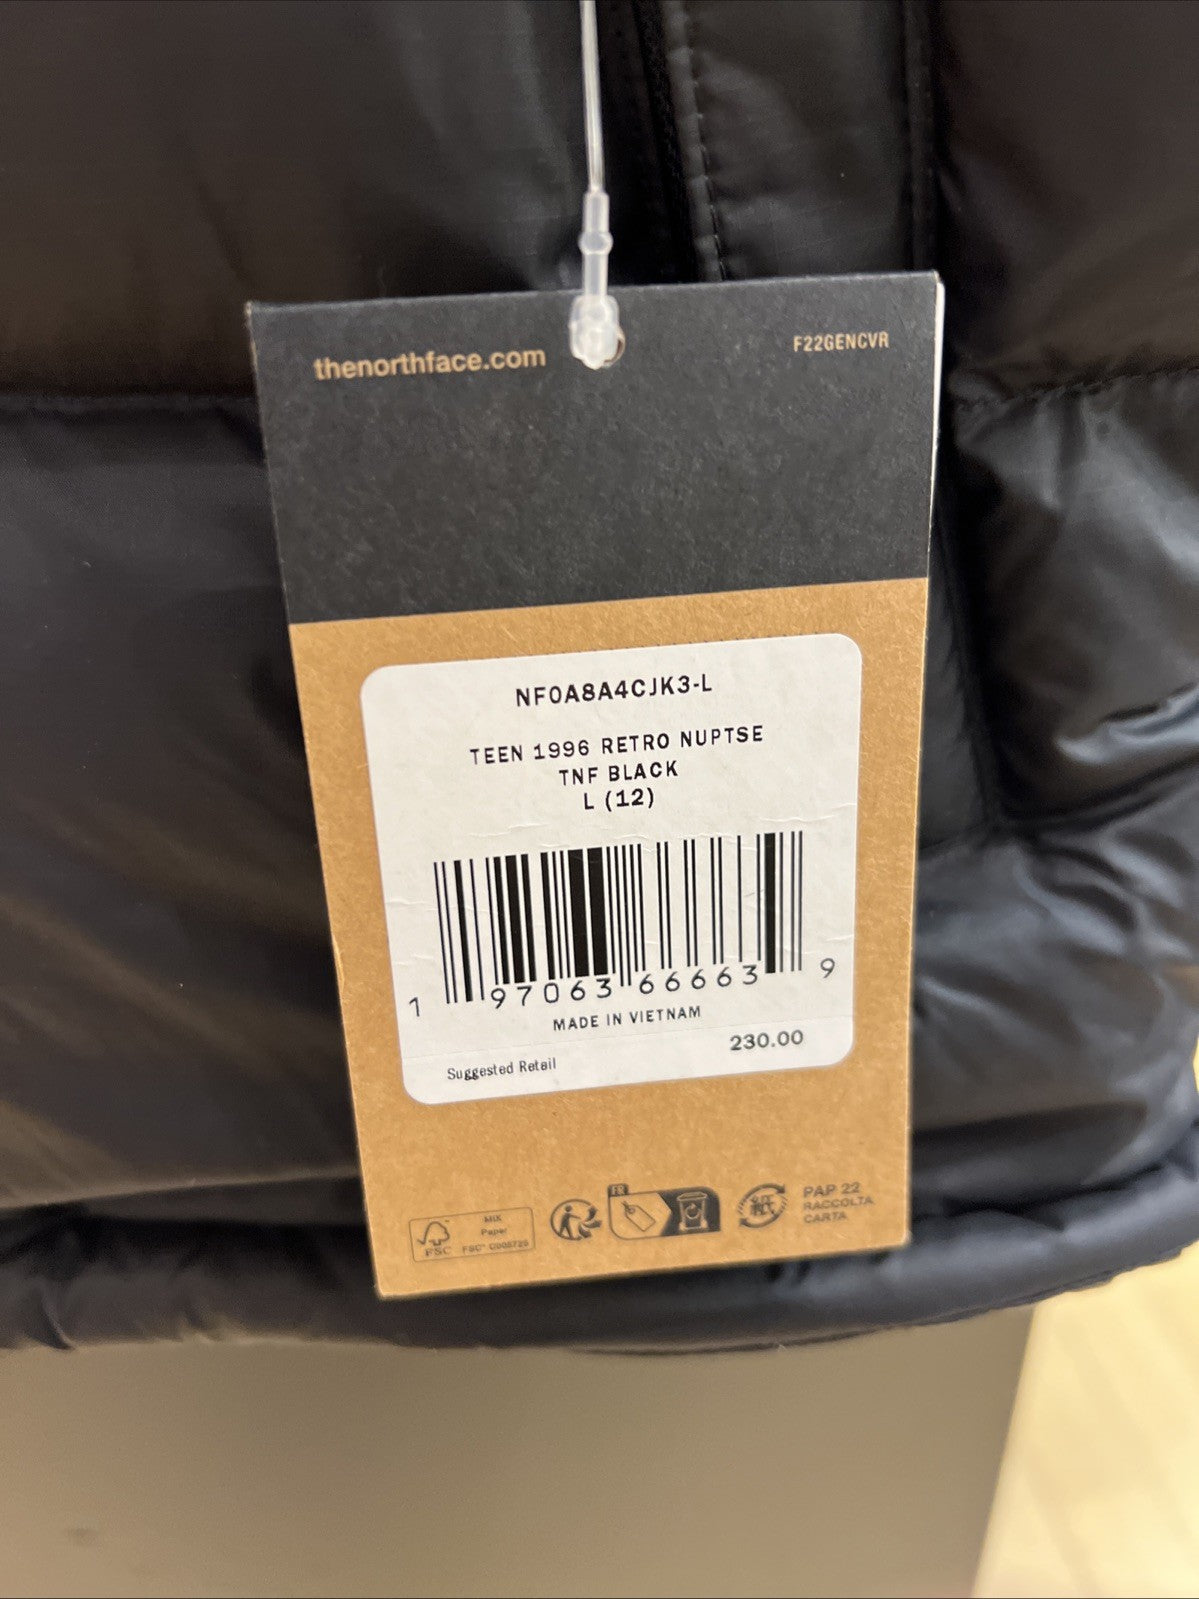 thenorthface.com
F22GENCVR
NF0A8A4CJK3-L
TEEN 1996 RETRO NUPTSE
TNF BLACK
L (12)
1 97063 66663 9
MADE IN VIETNAM
230.00
Suggested Retail
FSC
MIX
Paper
FR
PAP 22
RACCOLTA
CARTA